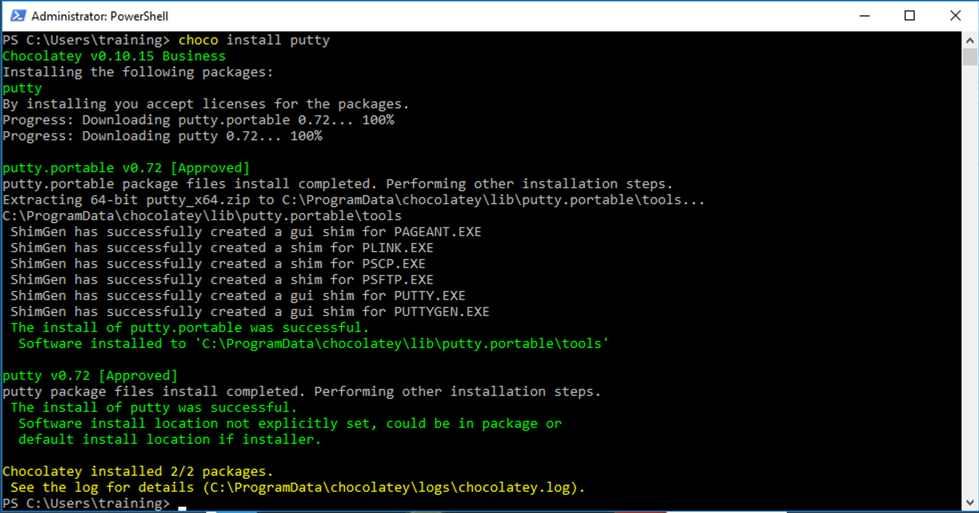 Administrator: PowerShell
PS C:\Users\training> choco install putty
Chocolatey v0.10.15 Business
Installing the following packages:
putty
By installing you accept licenses for the packages.
Progress: Downloading putty.portable 0.72... 100%
Progress: Downloading putty 0.72... 100%
putty.portable v0.72 [Approved]
putty.portable package files install completed. Performing other installation steps.
Extracting 64-bit putty_x64.zip to C:\ProgramData\chocolatey\lib\putty.portable\tools...
C:\ProgramData\chocolatey\lib\putty.portable\tools
ShimGen has successfully created a gui shim for PAGEANT.EXE
ShimGen has successfully created a shim for PLINK.EXE
ShimGen has successfully created a shim for PSCP.EXE
ShimGen has successfully created a shim for PSFTP.EXE
ShimGen has successfully created a gui shim for PUTTY.EXE
ShimGen has successfully created a gui shim for PUTTYGEN.EXE
The install of putty.portable was successful.
Software installed to 'C:\ProgramData\chocolatey\lib\putty.portable\tools'
putty v0.72 [Approved]
putty package files install completed. Performing other installation steps.
The install of putty was successful.
Software install location not explicitly set, could be in package or
default install location if installer.
Chocolatey installed 2/2 packages.
See the log for details (C:\ProgramData\chocolatey\logs\chocolatey.log).
PS C:\Users\training>